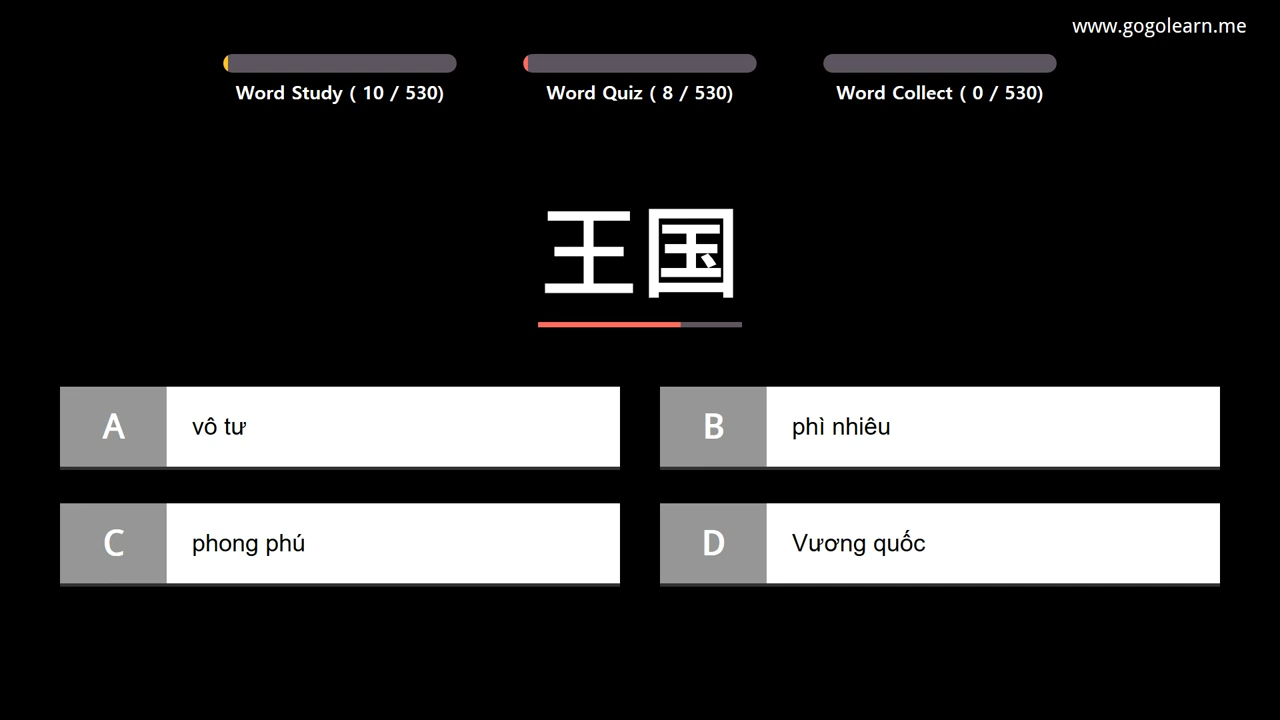 www.gogolearn.me
Word Study ( 10 / 530)
Word Quiz ( 8 / 530)
Word Collect ( 0 / 530)
王国
A
vô tư
B
phì nhiêu
C
phong phú
D
Vương quốc